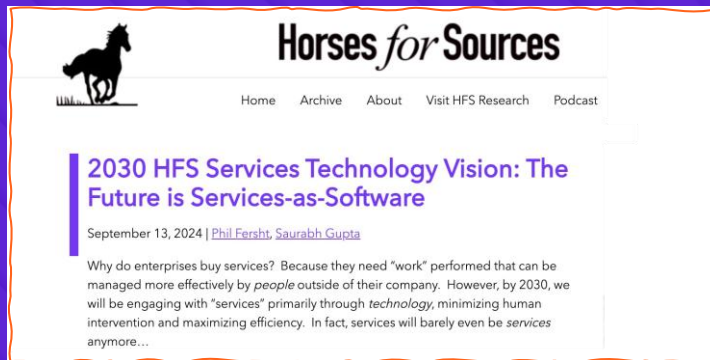 Horses for Sources
Home Archive About Visit HFS Research Podcast
2030 HFS Services Technology Vision: The
Future is Services-as-Software
September 13, 2024 | Phil Fersht, Saurabh Gupta
Why do enterprises buy services? Because they need "work" performed that can be
managed more effectively by people outside of their company. However, by 2030, we
will be engaging with "services" primarily through technology, minimizing human
intervention and maximizing efficiency. In fact, services will barely even be services
anymore…